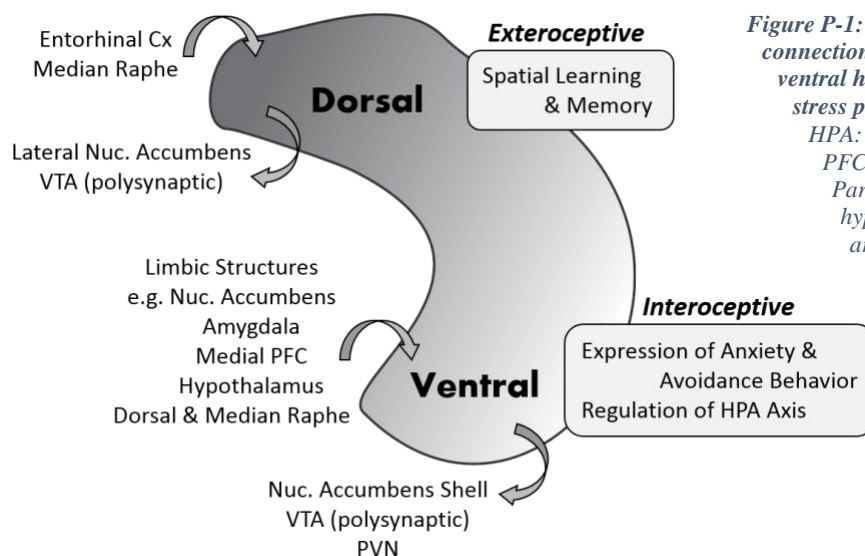 Entorhinal Cx
Median Raphe
Dorsal
Exteroceptive
Spatial Learning
& Memory
Lateral Nuc. Accumbens
VTA (polysynaptic)
Limbic Structures
e.g. Nuc. Accumbens
Amygdala
Medial PFC
Hypothalamus
Dorsal & Median Raphe
Ventral
Interoceptive
Expression of Anxiety &
Avoidance Behavior
Regulation of HPA Axis
Nuc. Accumbens Shell
VTA (polysynaptic)
PVN
Figure P-1:
connection
ventral h
stress p
HPA:
PFC
Par
hyp